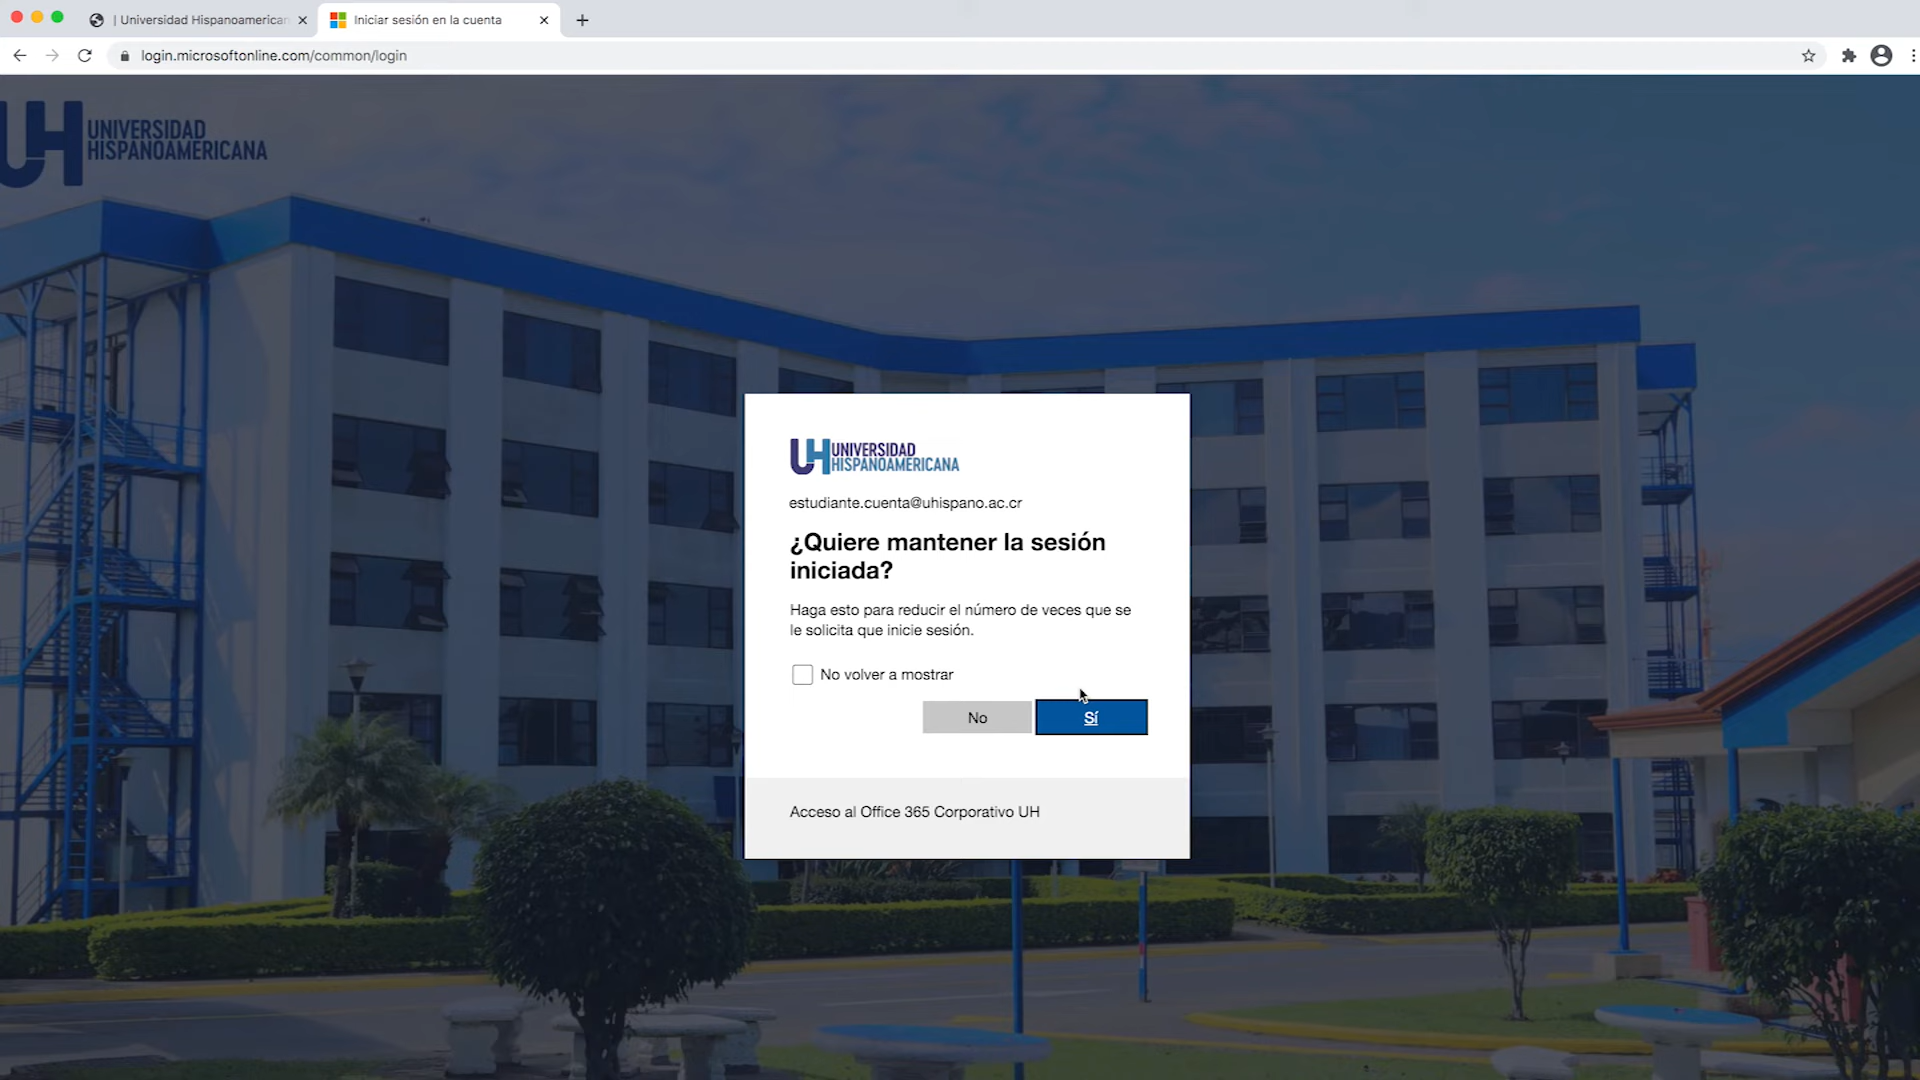 | Universidad Hispanoamerican
Iniciar sesión en la cuenta
login.microsoftonline.com/common/login
UH UNIVERSIDAD
HISPANOAMERICANA
UH UNIVERSIDAD
HISPANOAMERICANA
estudiante.cuenta@uhispano.ac.cr
¿Quiere mantener la sesión
iniciada?
Haga esto para reducir el número de veces que se
le solicita que inicie sesión.
No volver a mostrar
No
Sí
Acceso al Office 365 Corporativo UH